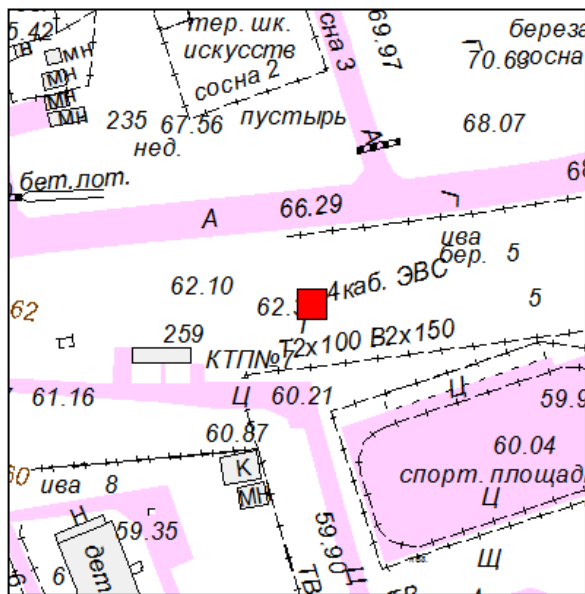 5.42
тер. шк.
искусств
сосна 2
сна 3
69.97
береза
70.63
сосна
Н
МН
МН
МН
МН
235
67.56
нед.
пустырь
68.07
А
бет.лот.
А
66.29
Г
68
ива
бер. 5
62.10
4каб. ЭВС
5
62
259
КТП№7
Т2х100 В2х150
61.16
Ц
60.21
Ц
59.9
60.87
60.04
спорт. площад
Ц
К
МН
60
ива 8
Н
59.35
59.90
Щ
дет
6
ТВ
Ц